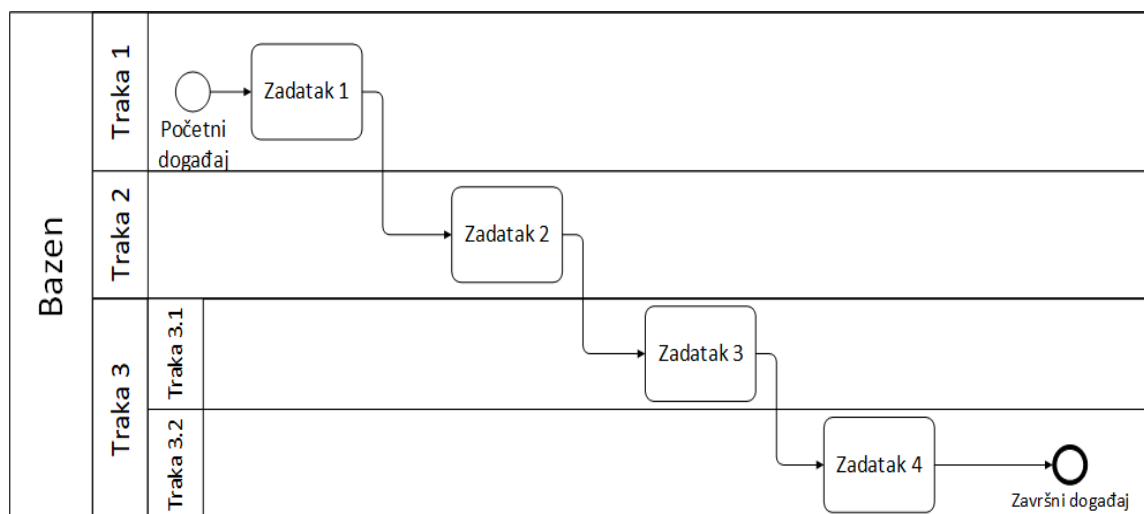 Bazen
Traka 1
Početni
događaj
Zadatak 1
Traka 2
Zadatak 2
Traka 3
Traka 3.1
Zadatak 3
Traka 3.2
Zadatak 4
Završni događaj